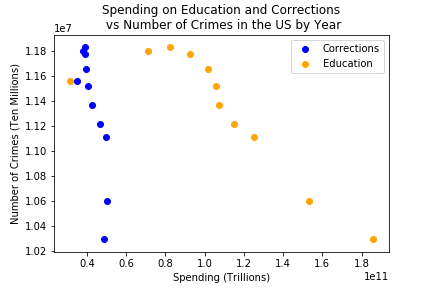 Spending on Education and Corrections
vs Number of Crimes in the US by Year
1e7
Corrections
Education
1.18
1.16
1.14
1.12
1.10
1.08
1.06
1.04
1.02
Number of Crimes (Ten Millions)
0.4 0.6 0.8 1.0 1.2 1.4 1.6 1.8
1e11
Spending (Trillions)